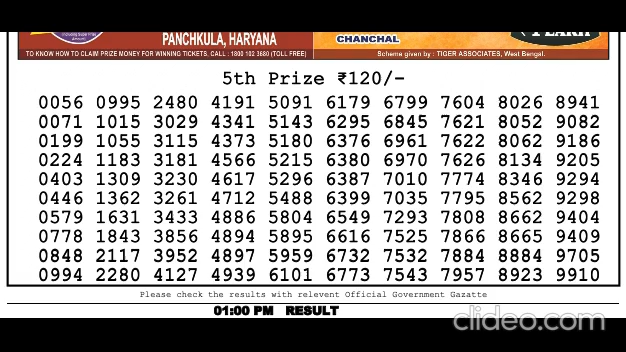 PANCHKULA, HARYANA
CHANCHAL
TO KNOW HOW TO CLAIM PRIZE MONEY FOR WINNING TICKETS, CALL : 1800 102 3680 (TOLL FREE)
Scheme given by : TIGER ASSOCIATES, West Bengal.
5th Prize ₹120/-
0056 0995 2480 4191 5091 6179 6799 7604 8026 8941
0071 1015 3029 4341 5143 6295 6845 7621 8052 9082
0199 1055 3115 4373 5180 6376 6961 7622 8062 9186
0224 1183 3181 4566 5215 6380 6970 7626 8134 9205
0403 1309 3230 4617 5296 6387 7010 7774 8346 9294
0446 1362 3261 4712 5488 6399 7035 7795 8562 9298
0579 1631 3433 4886 5804 6549 7293 7808 8662 9404
0778 1843 3856 4894 5895 6616 7525 7866 8665 9409
0848 2117 3952 4897 5959 6732 7532 7884 8884 9705
0994 2280 4127 4939 6101 6773 7543 7957 8923 9910
Please check the results with relevent Official Government Gazatte
01:00 PM RESULT
clideo.com